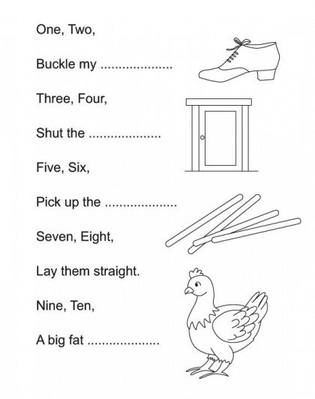 One, Two,
Buckle my ...................
Three, Four,
Shut the ...................
Five, Six,
Pick up the ...................
Seven, Eight,
Lay them straight.
Nine, Ten,
A big fat ...................